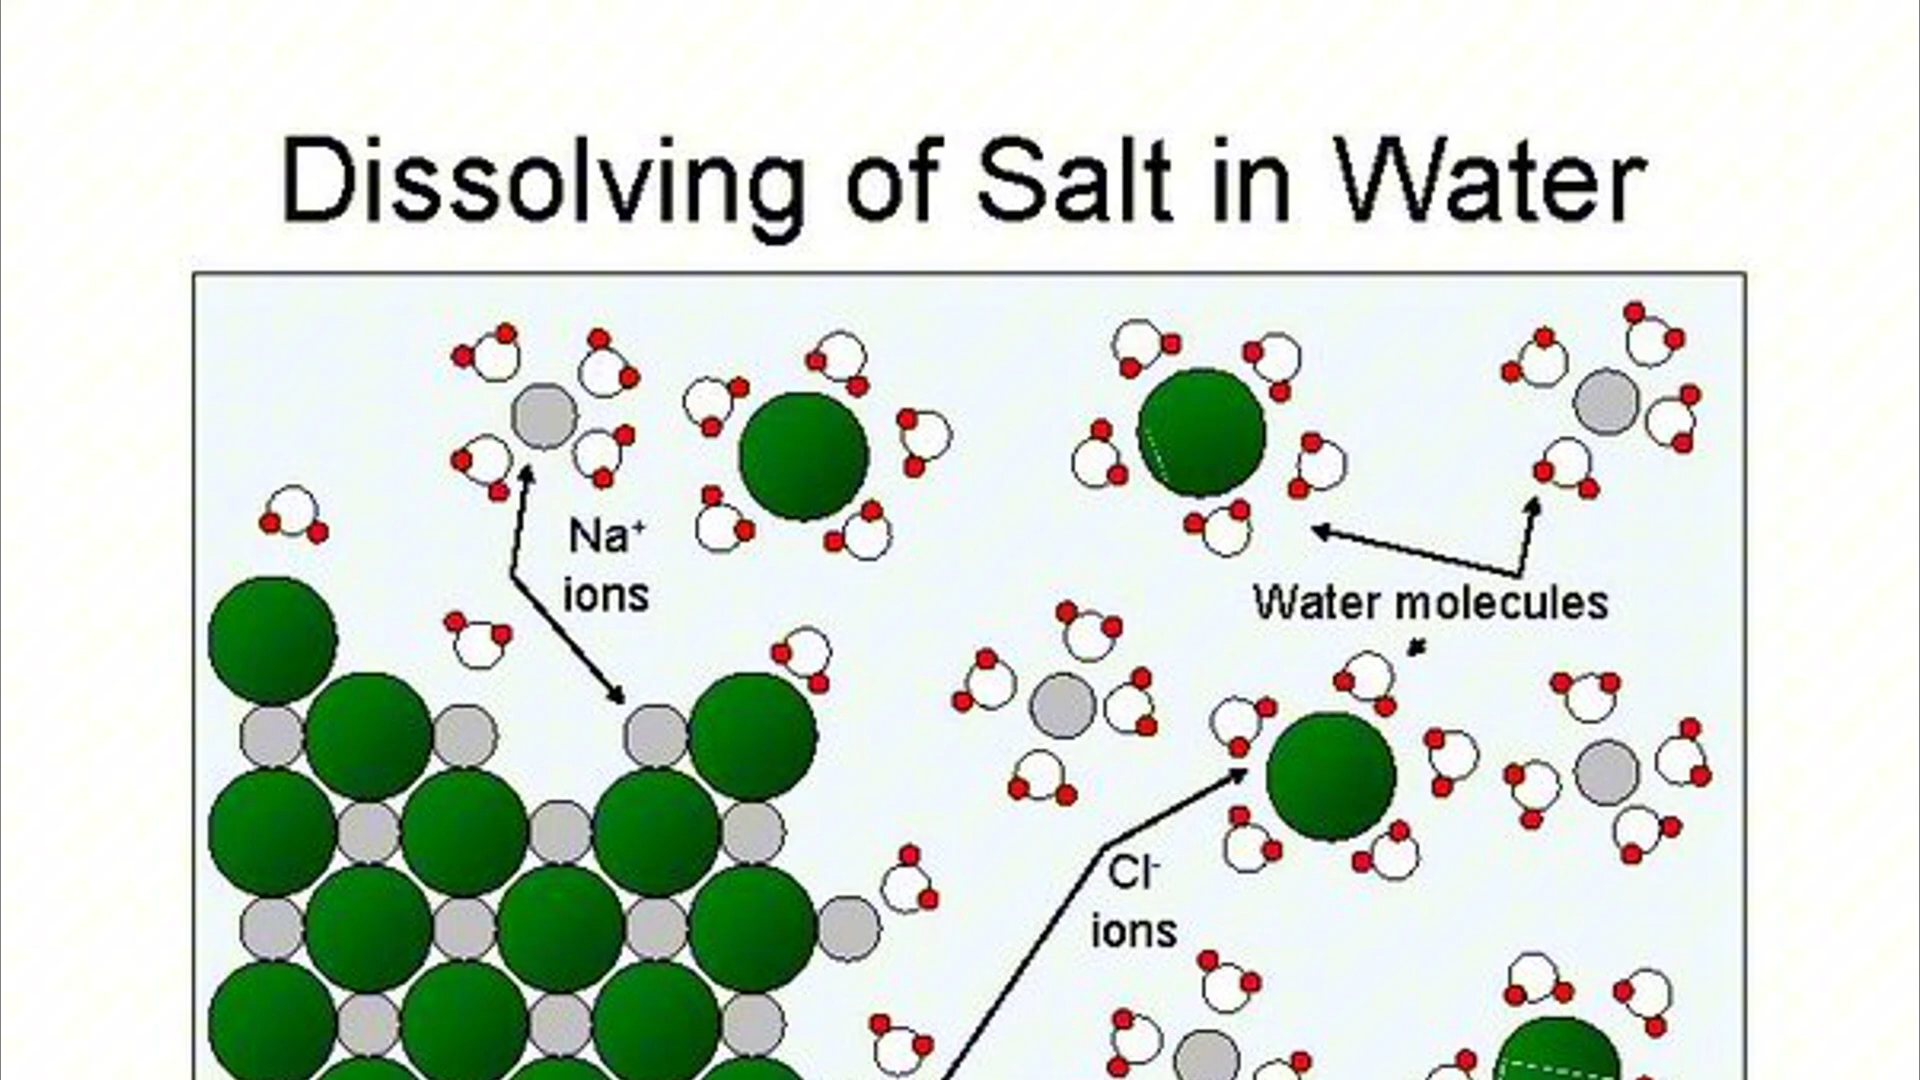 Dissolving of Salt in Water
Na⁺
ions
Water molecules
Cl⁻
ions